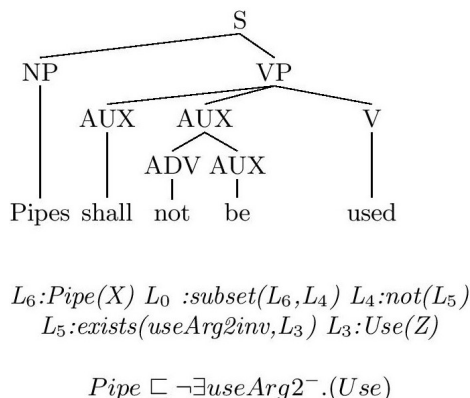 S
NP VP
AUX AUX V
ADV AUX
Pipes shall not be used
L₆:Pipe(X) L₀ :subset(L₆,L₄) L₄:not(L₅)
L₅:exists(useArg2inv,L₃) L₃:Use(Z)
Pipe ⊏ ¬∃useArg2⁻.(Use)